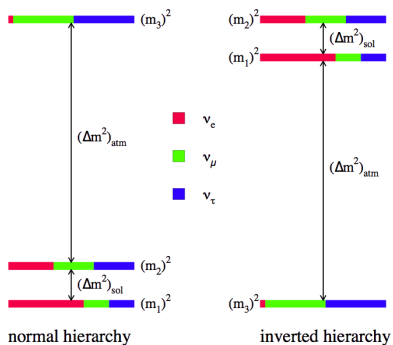 (m₃)²
(m₂)²
(Δm²)sol
(m₁)²
(Δm²)atm
νe
νμ
ντ
(Δm²)atm
(m₂)²
(Δm²)sol
(m₁)²
(m₃)²
normal hierarchy
inverted hierarchy